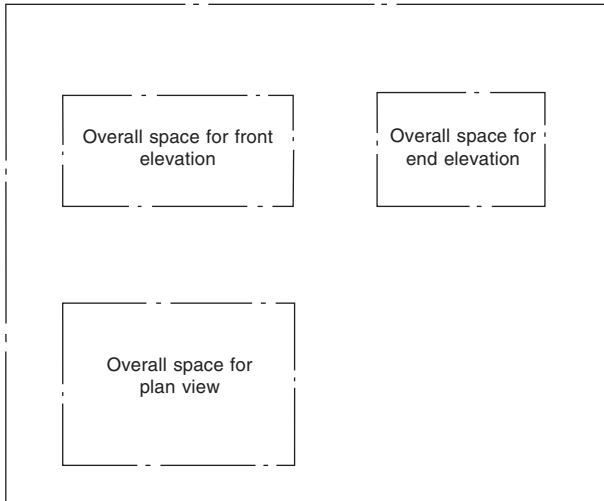 Overall space for front
elevation
Overall space for
end elevation
Overall space for
plan view